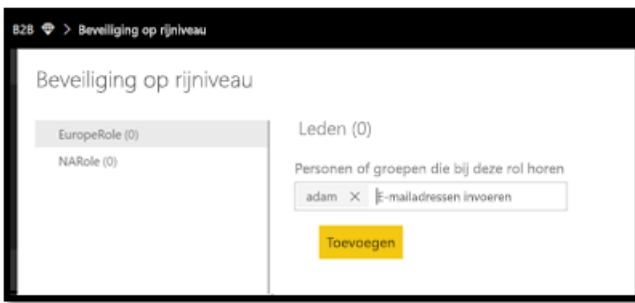 B2B > Beveiliging op rijniveau
Beveiliging op rijniveau
EuropeRole (0)
NARole (0)
Leden (0)
Personen of groepen die bij deze rol horen
adam × E-mailadressen invoeren
Toevoegen